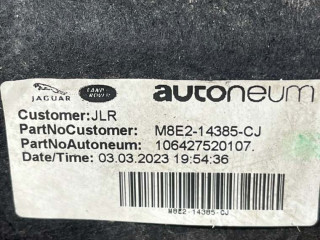 JAGUAR LAND ROVER autoneum
Customer:JLR
PartNoCustomer: M8E2-14385-CJ
PartNoAutoneum: 106427520107.
Date/Time: 03.03.2023 19:54:36
M8E2-14385-CJ